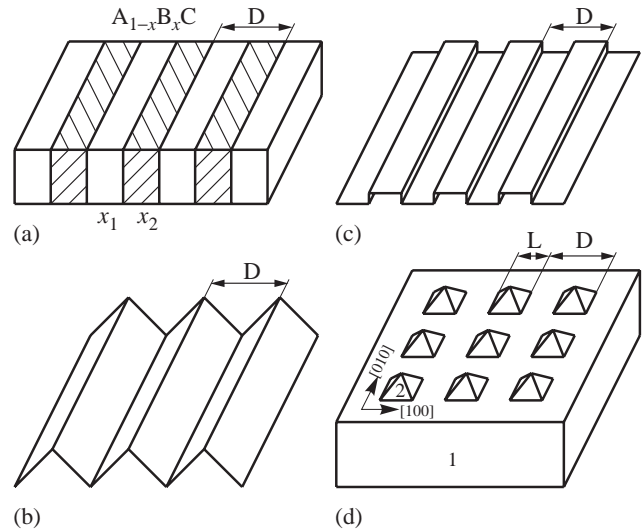 A₁₋ₓBₓC
D
x₁ x₂
(a)
D
(c)
D
(b)
L D
[010]
2
[100]
1
(d)